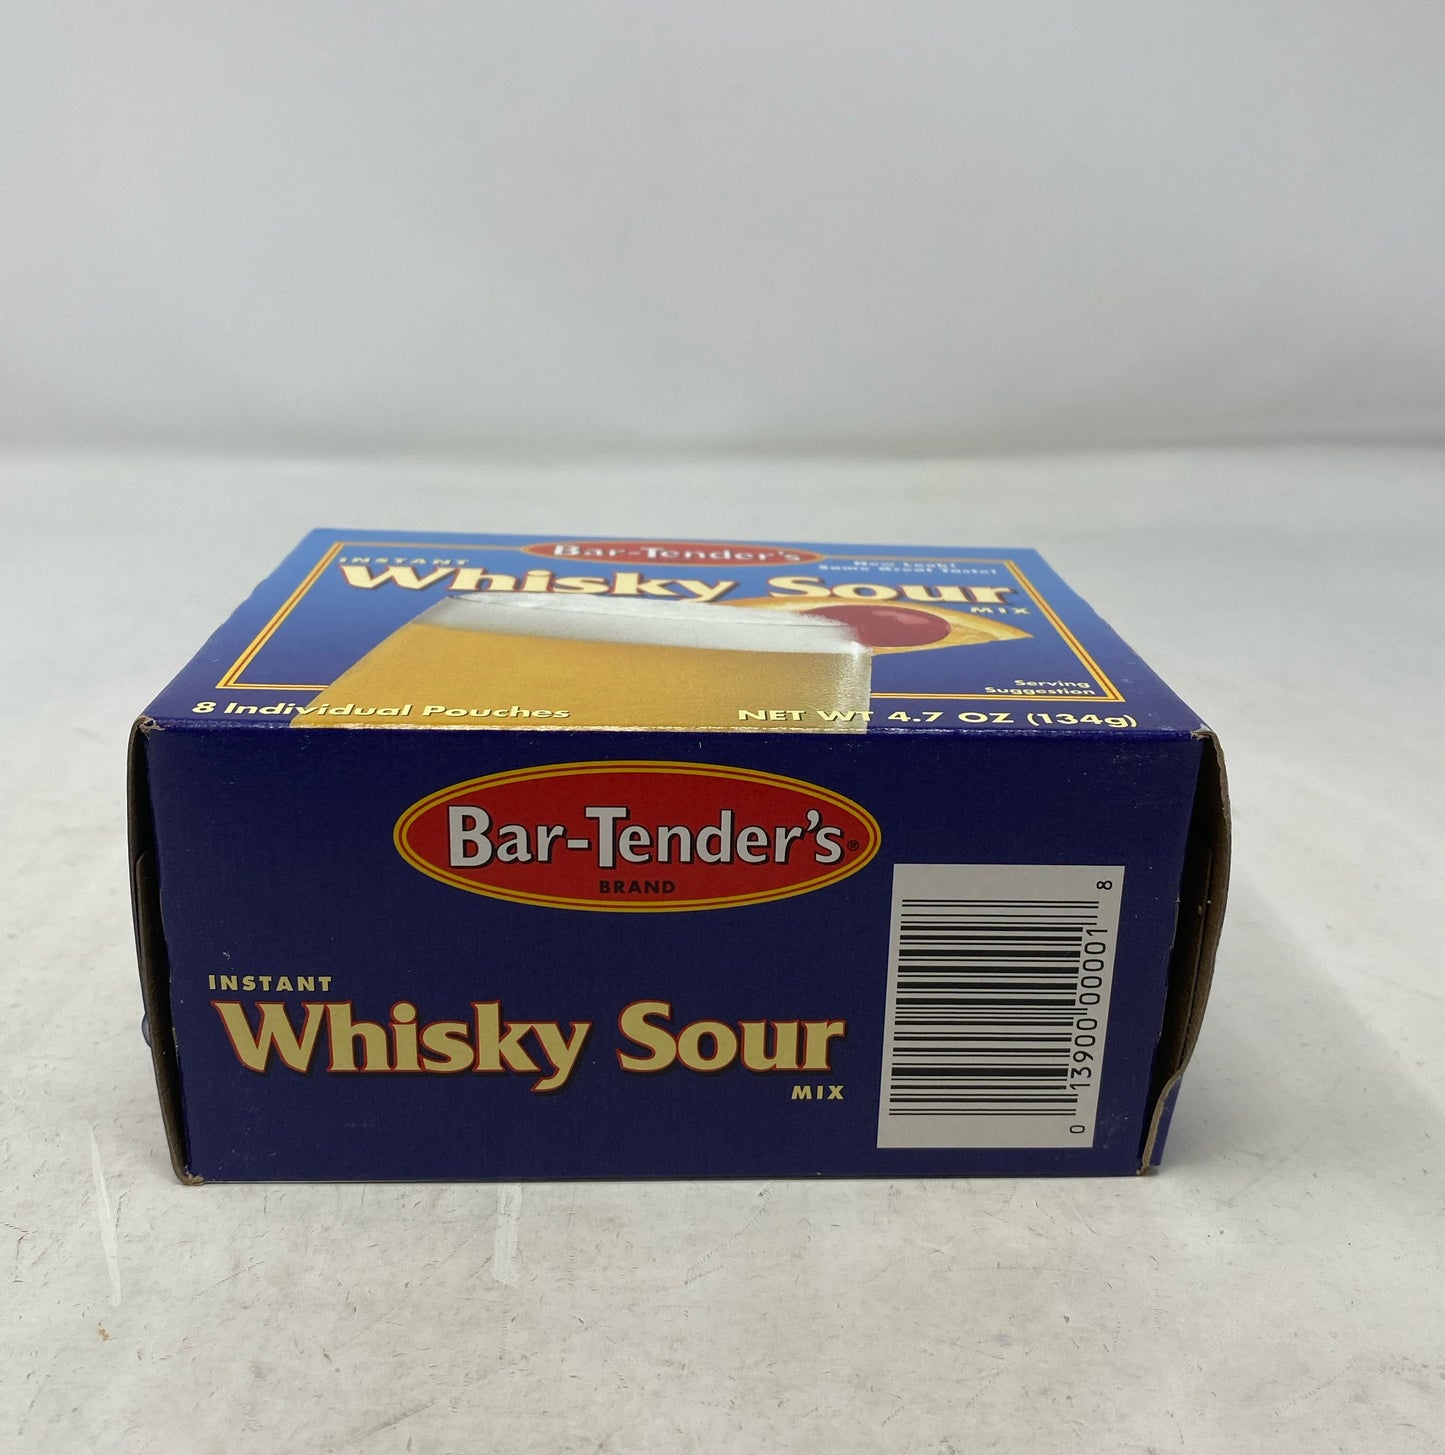 Bar-Tender's
INSTANT
Whisky Sour
MIX
New Look!
Same Great Taste!
Serving
Suggestion
8 Individual Pouches
NET WT 4.7 OZ (134g)
Bar-Tender's®
BRAND
INSTANT
Whisky Sour
MIX
0 13900 00001 8